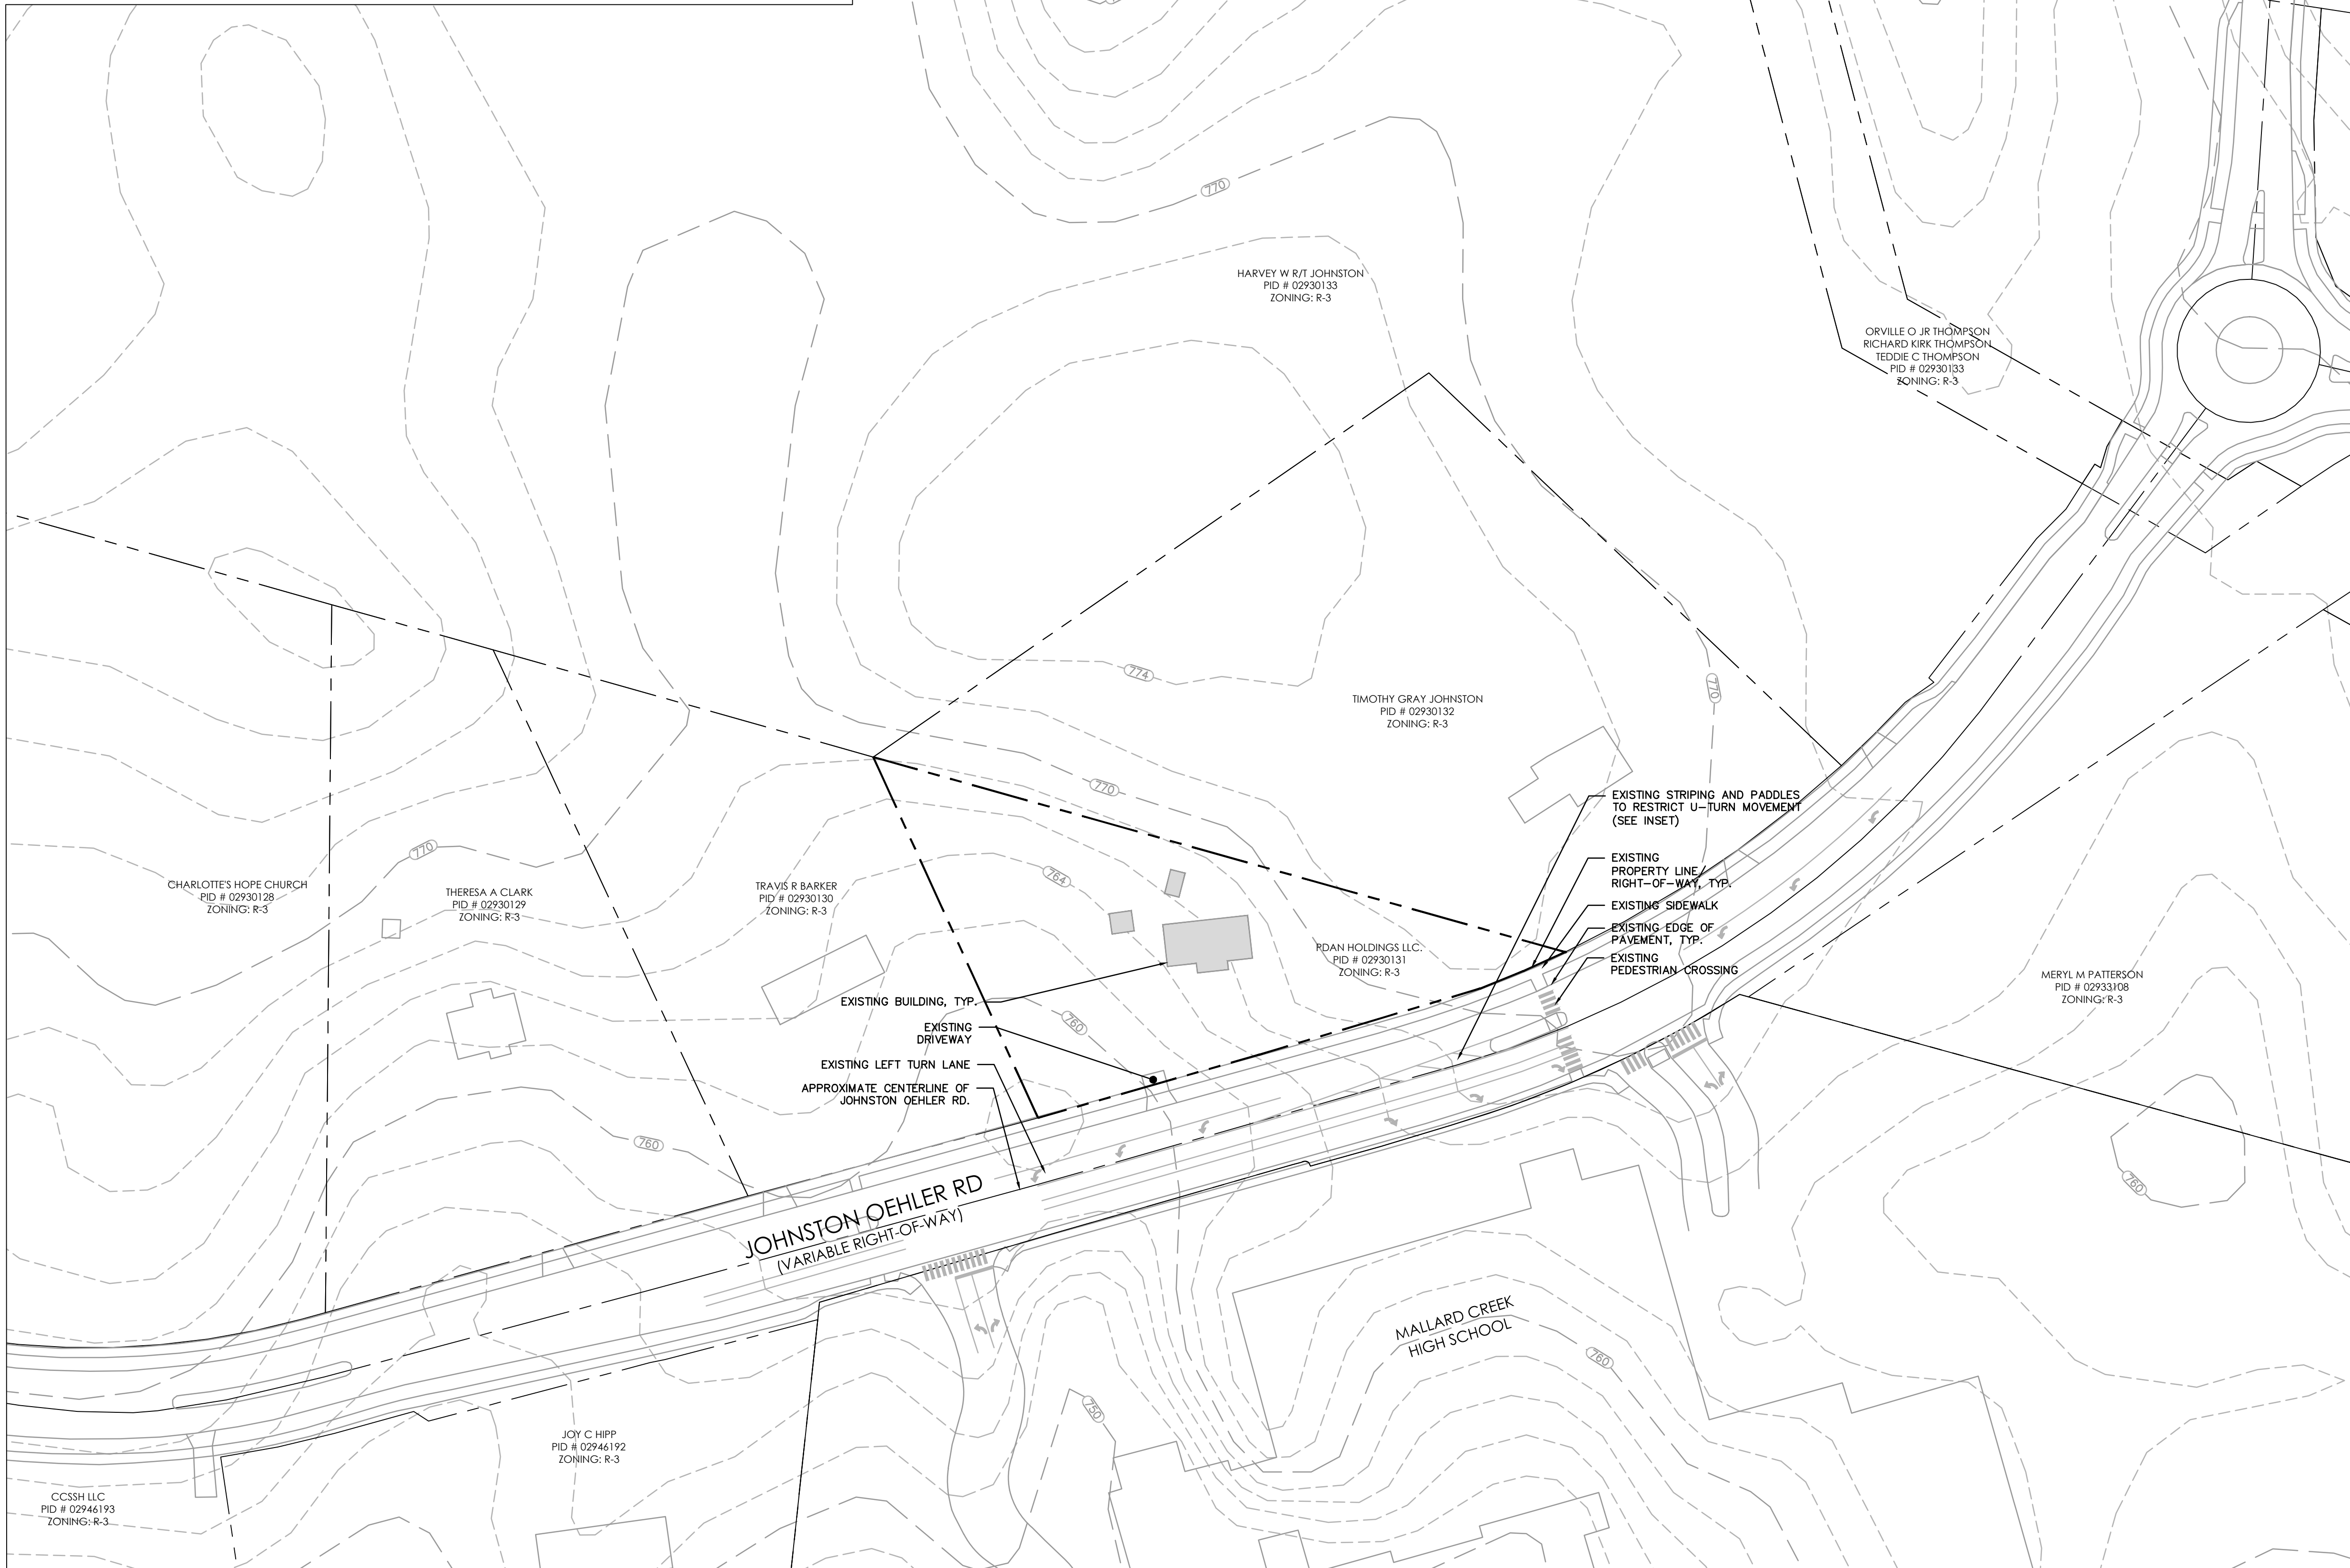 770
HARVEY W R/T JOHNSTON
PID # 02930133
ZONING: R-3
ORVILLE O JR THOMPSON
RICHARD KIRK THOMPSON
TEDDIE C THOMPSON
PID # 02930133
ZONING: R-3
774
770
TIMOTHY GRAY JOHNSTON
PID # 02930132
ZONING: R-3
770
EXISTING STRIPING AND PADDLES
TO RESTRICT U-TURN MOVEMENT
(SEE INSET)
770
EXISTING
PROPERTY LINE/
RIGHT-OF-WAY, TYP.
764
CHARLOTTE'S HOPE CHURCH
PID # 02930128
ZONING: R-3
THERESA A CLARK
PID # 02930129
ZONING: R-3
TRAVIS R BARKER
PID # 02930130
ZONING: R-3
EXISTING SIDEWALK
EXISTING EDGE OF
PAVEMENT, TYP.
PDAN HOLDINGS LLC.
PID # 02930131
ZONING: R-3
EXISTING
PEDESTRIAN CROSSING
MERYL M PATTERSON
PID # 02933108
ZONING: R-3
EXISTING BUILDING, TYP.
760
EXISTING
DRIVEWAY
EXISTING LEFT TURN LANE
APPROXIMATE CENTERLINE OF
JOHNSTON OEHLER RD.
760
760
JOHNSTON OEHLER RD
(VARIABLE RIGHT-OF-WAY)
MALLARD CREEK
HIGH SCHOOL
760
750
JOY C HIPP
PID # 02946192
ZONING: R-3
CCSSH LLC
PID # 02946193
ZONING: R-3